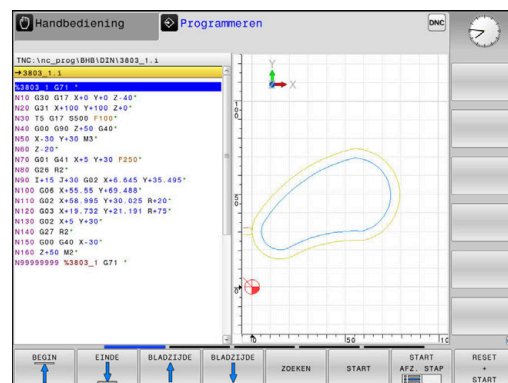 Handbediening
Programmeren
DNC
TNC:\nc_prog\BHB\DIN\3803_1.i
→3803_1.i
%3803_1 G71 *
N10 G30 G17 X+0 Y+0 Z-40*
N20 G31 X+100 Y+100 Z+0*
N30 T5 G17 S500 F100*
N40 G00 G90 Z+50 G40*
N50 X-30 Y+30 M3*
N60 Z-20*
N70 G01 G41 X+5 Y+30 F250*
N80 G26 R2*
N90 I+15 J+30 G02 X+6.645 Y+35.495*
N100 G06 X+55.55 Y+69.488*
N110 G02 X+58.995 Y+30.025 R+20*
N120 G03 X+19.732 Y+21.191 R+75*
N130 G02 X+5 Y+30*
N140 G27 R2*
N150 G00 G40 X-30*
N160 Z+50 M2*
N99999999 %3803_1 G71 *
Y
X
100
50
0
0
50
BEGIN
EINDE
BLADZIJDE
BLADZIJDE
ZOEKEN
START
START
AFZ. STAP
RESET
+
START